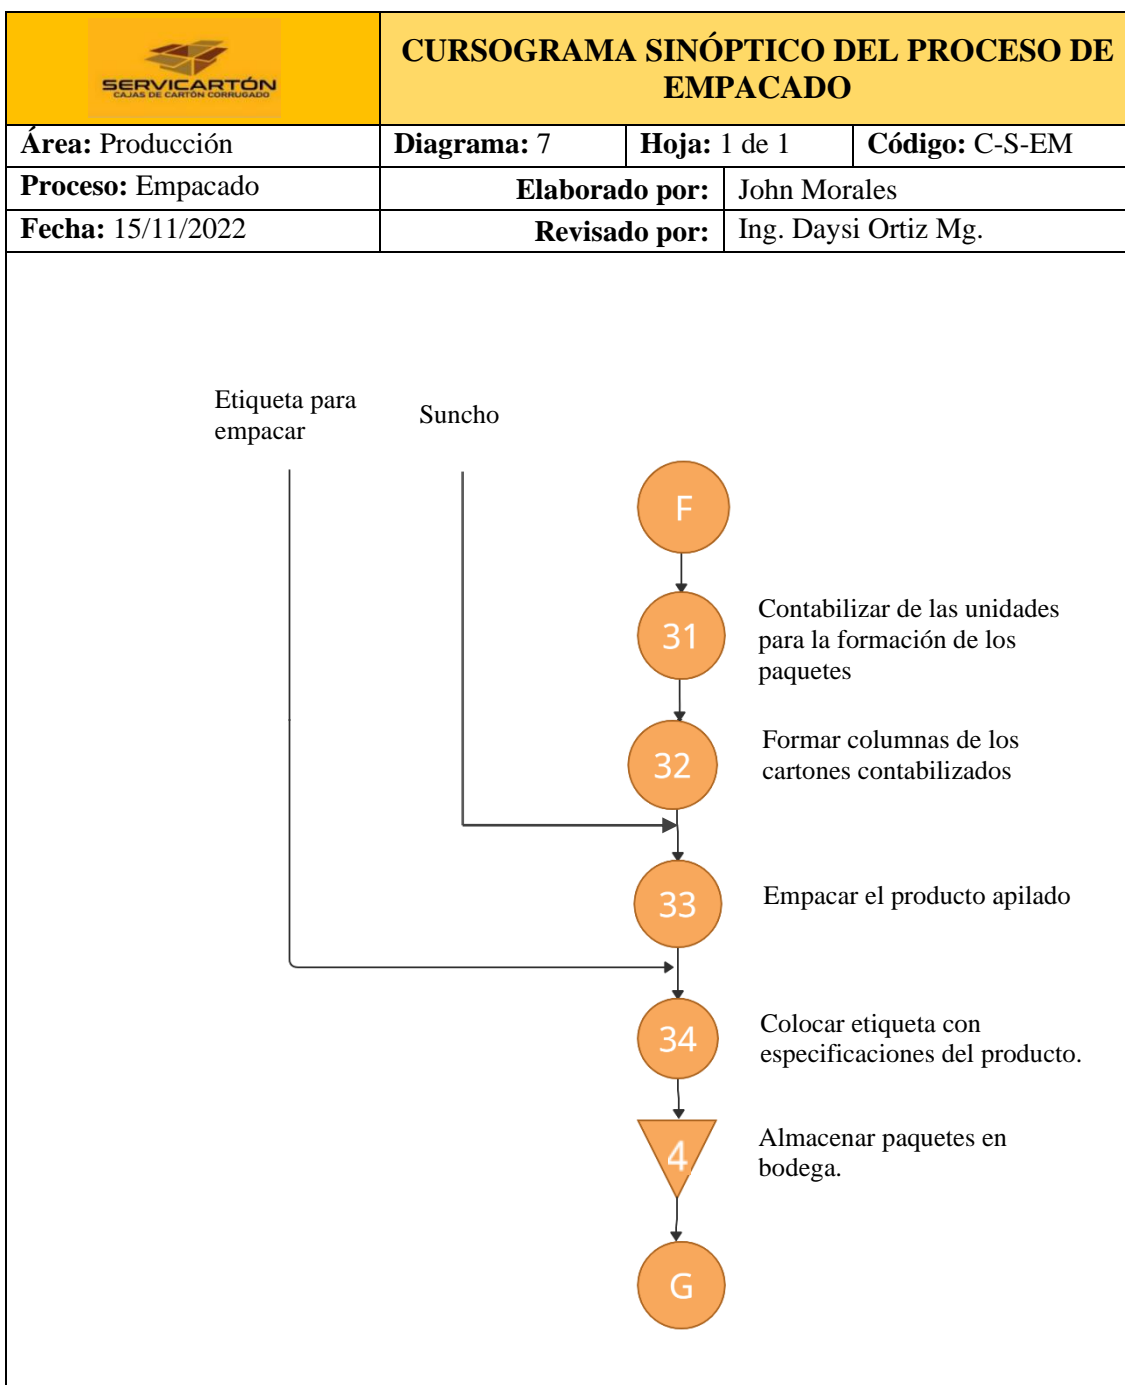 SERVICARTÓN
CAJAS DE CARTÓN CORRUGADO
CURSOGRAMA SINÓPTICO DEL PROCESO DE
EMPACADO
Área: Producción
Diagrama: 7
Hoja: 1 de 1
Código: C-S-EM
Proceso: Empacado
Elaborado por:
John Morales
Fecha: 15/11/2022
Revisado por:
Ing. Daysi Ortiz Mg.
Etiqueta para
empacar
Suncho
F
31
Contabilizar de las unidades
para la formación de los
paquetes
32
Formar columnas de los
cartones contabilizados
33
Empacar el producto apilado
34
Colocar etiqueta con
especificaciones del producto.
4
Almacenar paquetes en
bodega.
G